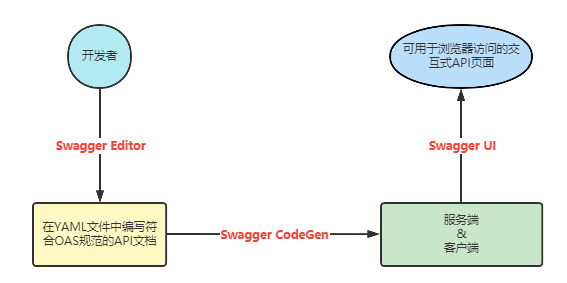 开发者
可用于浏览器访问的交
互式API页面
Swagger Editor
Swagger UI
在YAML文件中编写符
合OAS规范的API文档
Swagger CodeGen
服务端
&
客户端